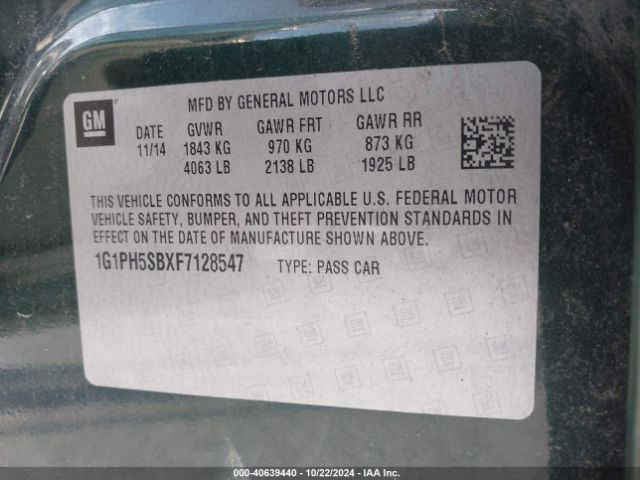 GM
MFD BY GENERAL MOTORS LLC
DATE GVWR GAWR FRT GAWR RR
11/14 1843 KG 970 KG 873 KG
4063 LB 2138 LB 1925 LB
THIS VEHICLE CONFORMS TO ALL APPLICABLE U.S. FEDERAL MOTOR
VEHICLE SAFETY, BUMPER, AND THEFT PREVENTION STANDARDS IN
EFFECT ON THE DATE OF MANUFACTURE SHOWN ABOVE.
1G1PH5SBXF7128547 TYPE: PASS CAR
000-40639440 • 10/22/2024 • IAA Inc.